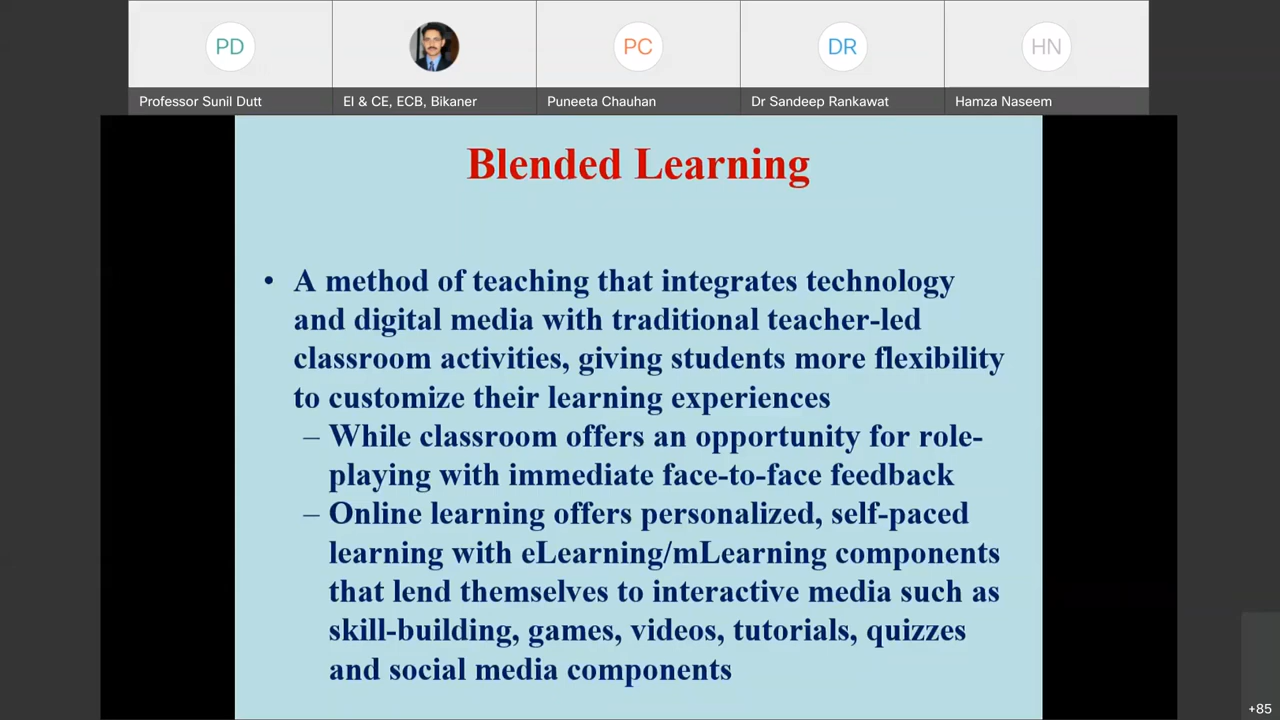 PD
PC
DR
HN
Professor Sunil Dutt
EI & CE, ECB, Bikaner
Puneeta Chauhan
Dr Sandeep Rankawat
Hamza Naseem
Blended Learning
• A method of teaching that integrates technology
and digital media with traditional teacher-led
classroom activities, giving students more flexibility
to customize their learning experiences
– While classroom offers an opportunity for role-
playing with immediate face-to-face feedback
– Online learning offers personalized, self-paced
learning with eLearning/mLearning components
that lend themselves to interactive media such as
skill-building, games, videos, tutorials, quizzes
and social media components
+85